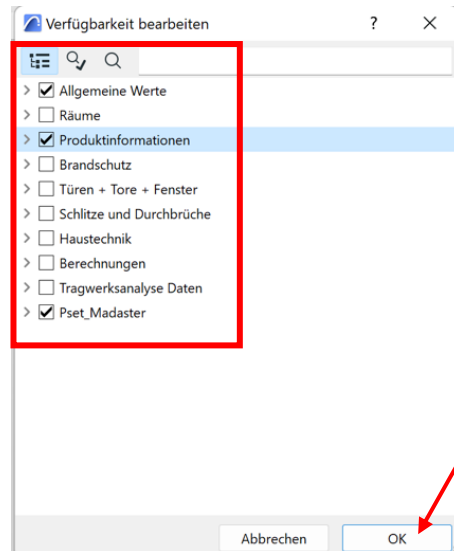 Verfügbarkeit bearbeiten ? ×
Allgemeine Werte
Räume
Produktinformationen
Brandschutz
Türen + Tore + Fenster
Schlitze und Durchbrüche
Haustechnik
Berechnungen
Tragwerksanalyse Daten
Pset_Madaster
Abbrechen OK